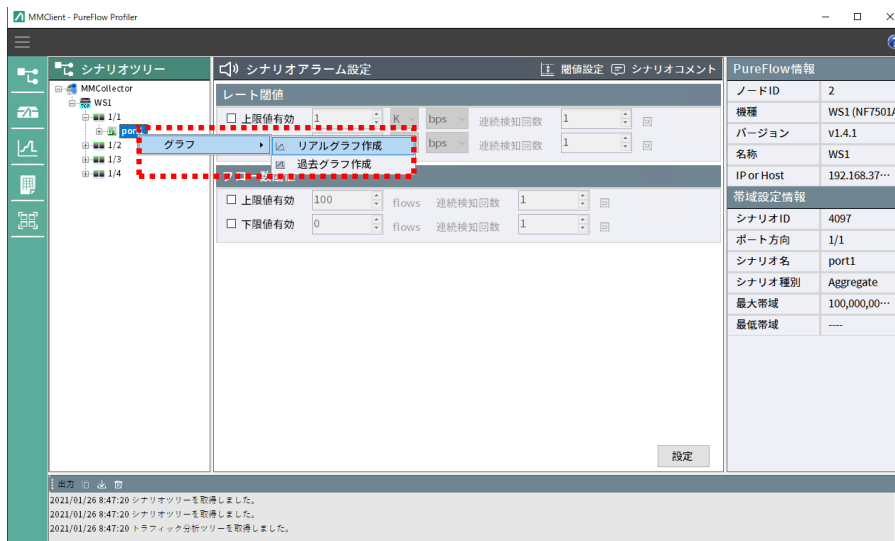 MMClient - PureFlow Profiler
シナリオツリー
MMCollector
WS1
1/1
1/2
1/3
1/4
グラフ
リアルグラフ作成
過去グラフ作成
シナリオアラーム設定
閾値設定 シナリオコメント
レート閾値
上限値有効 1 K bps 連続検知回数 1 回
bps 連続検知回数 1 回
上限値有効 100 flows 連続検知回数 1 回
下限値有効 0 flows 連続検知回数 1 回
設定
PureFlow情報
ノードID 2
機種 WS1 (NF7501A
バージョン v1.4.1
名称 WS1
IP or Host 192.168.37…
帯域設定情報
シナリオID 4097
ポート方向 1/1
シナリオ名 port1
シナリオ種別 Aggregate
最大帯域 100,000,00…
最低帯域 ----
出力
2021/01/26 8:47:20 シナリオツリーを取得しました。
2021/01/26 8:47:20 シナリオツリーを取得しました。
2021/01/26 8:47:20 トラフィック分析ツリーを取得しました。